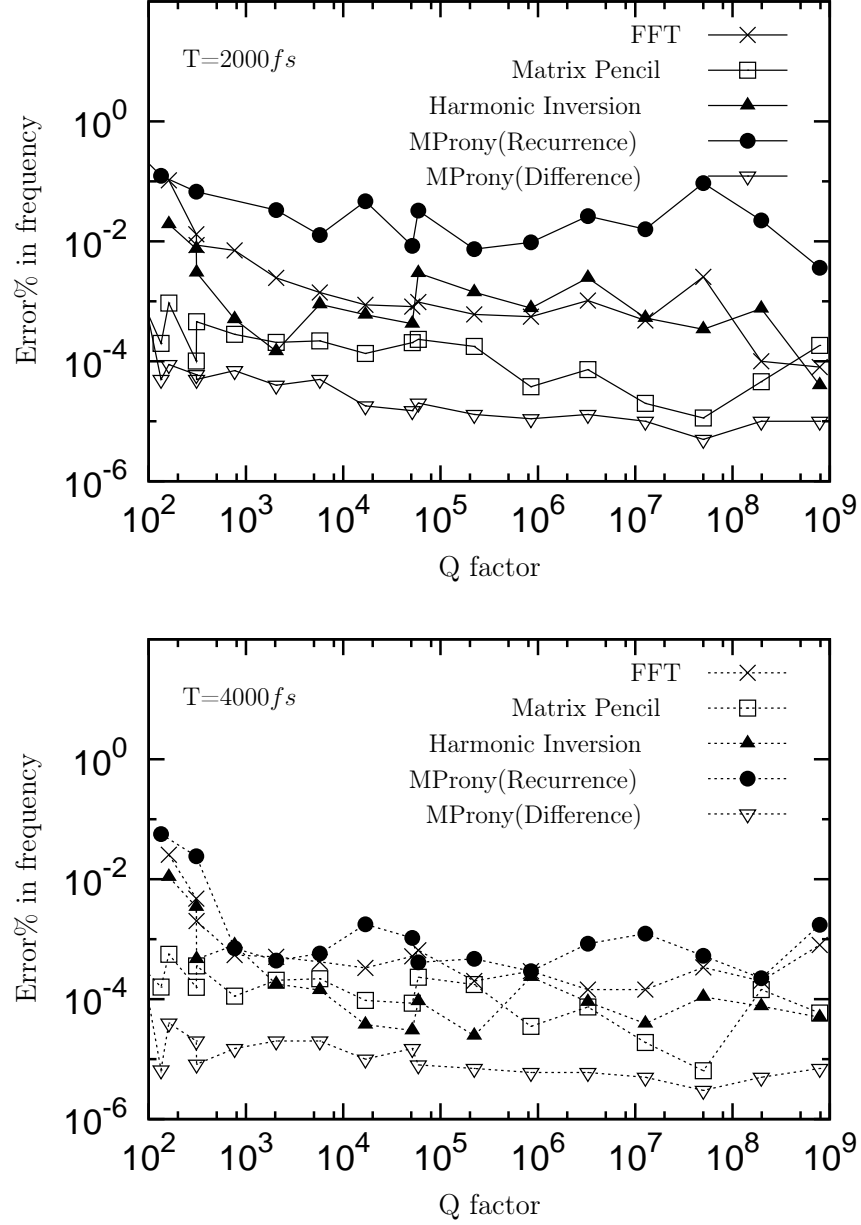 T=2000fs
FFT
Matrix Pencil
Harmonic Inversion
MProny(Recurrence)
MProny(Difference)
Error% in frequency
10^0
10^-2
10^-4
10^-6
10^2 10^3 10^4 10^5 10^6 10^7 10^8 10^9
Q factor
T=4000fs
FFT
Matrix Pencil
Harmonic Inversion
MProny(Recurrence)
MProny(Difference)
Error% in frequency
10^0
10^-2
10^-4
10^-6
10^2 10^3 10^4 10^5 10^6 10^7 10^8 10^9
Q factor